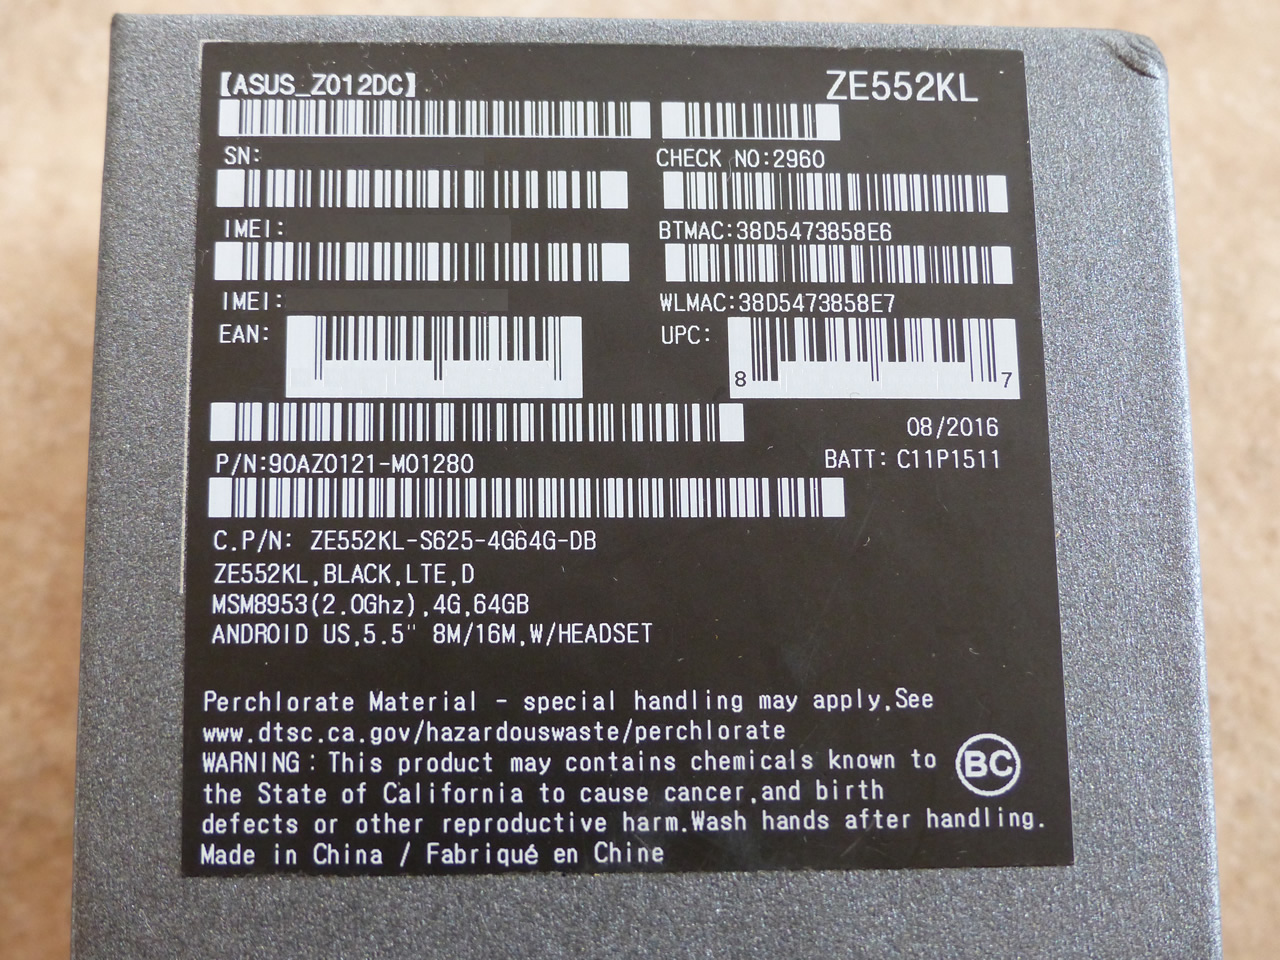 【ASUS_Z012DC】
ZE552KL
SN:
CHECK NO:2960
IMEI:
BTMAC:38D5473858E6
IMEI:
WLMAC:38D5473858E7
EAN:
UPC:
8 7
08/2016
P/N:90AZ0121-M01280
BATT: C11P1511
C.P/N: ZE552KL-S625-4G64G-DB
ZE552KL,BLACK,LTE,D
MSM8953(2.0Ghz),4G,64GB
ANDROID US,5.5" 8M/16M,W/HEADSET
Perchlorate Material - special handling may apply,See
www.dtsc.ca.gov/hazardouswaste/perchlorate
WARNING : This product may contains chemicals known to
the State of California to cause cancer,and birth
defects or other reproductive harm.Wash hands after handling.
BC
Made in China / Fabriqué en Chine